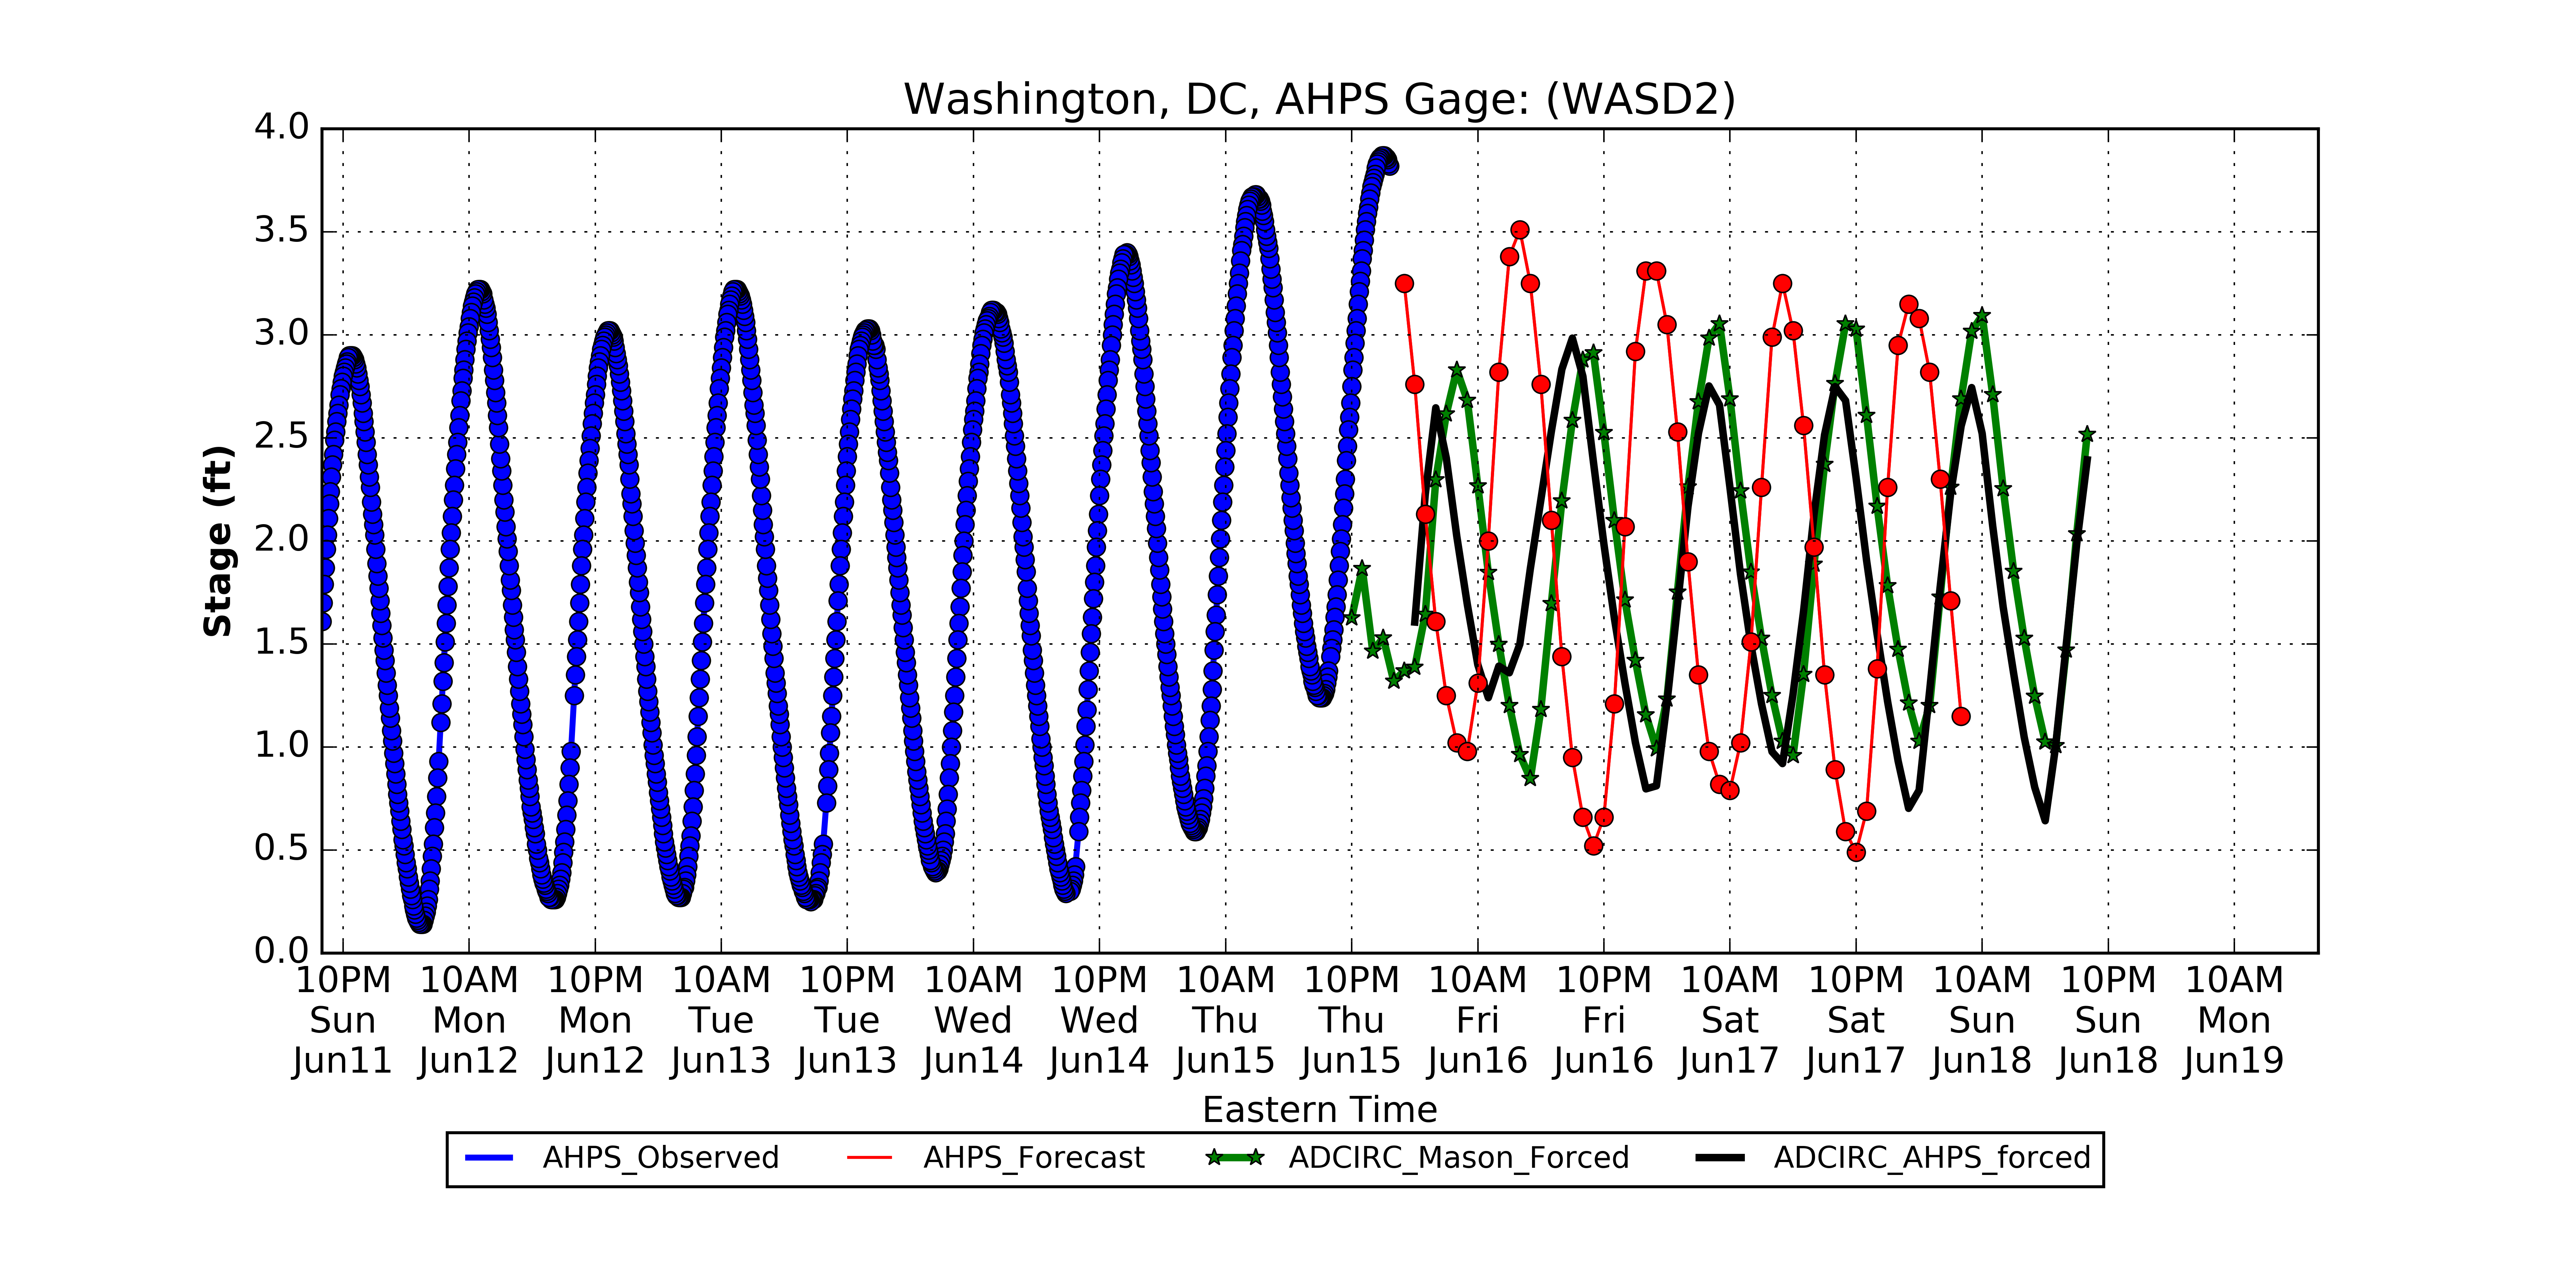 Washington, DC, AHPS Gage: (WASD2)
4.0
3.5
3.0
2.5
2.0
1.5
1.0
0.5
0.0
Stage (ft)
10PM 10AM 10PM 10AM 10PM 10AM 10PM 10AM 10PM 10AM 10PM 10AM 10PM 10AM 10PM 10AM
Sun Mon Mon Tue Tue Wed Wed Thu Thu Fri Fri Sat Sat Sun Sun Mon
Jun11 Jun12 Jun12 Jun13 Jun13 Jun14 Jun14 Jun15 Jun15 Jun16 Jun16 Jun17 Jun17 Jun18 Jun18 Jun19
Eastern Time
AHPS_Observed AHPS_Forecast ADCIRC_Mason_Forced ADCIRC_AHPS_forced